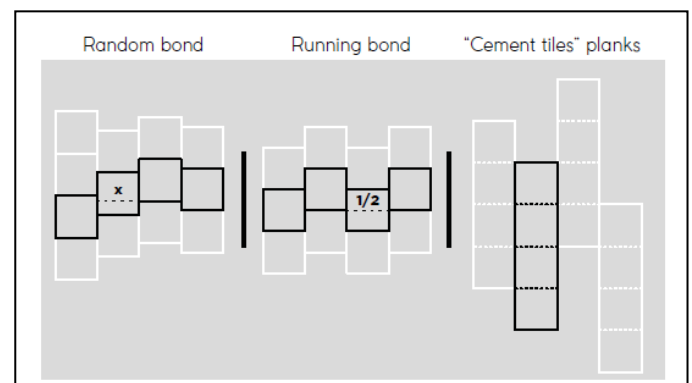 Random bond
Running bond
"Cement tiles" planks
x
1/2